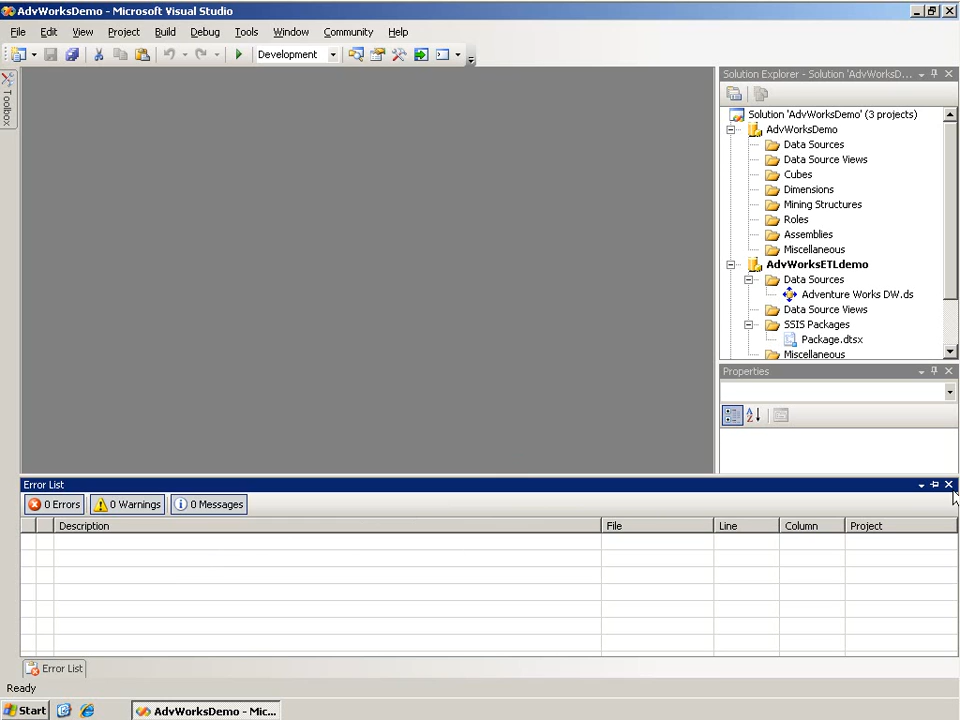 AdvWorksDemo - Microsoft Visual Studio
File Edit View Project Build Debug Tools Window Community Help
Development
Toolbox
Solution Explorer - Solution 'AdvWorksD...
Solution 'AdvWorksDemo' (3 projects)
AdvWorksDemo
Data Sources
Data Source Views
Cubes
Dimensions
Mining Structures
Roles
Assemblies
Miscellaneous
AdvWorksETLdemo
Data Sources
Adventure Works DW.ds
Data Source Views
SSIS Packages
Package.dtsx
Miscellaneous
Properties
Error List
0 Errors 0 Warnings 0 Messages
Description File Line Column Project
Error List
Ready
Start AdvWorksDemo - Mic...